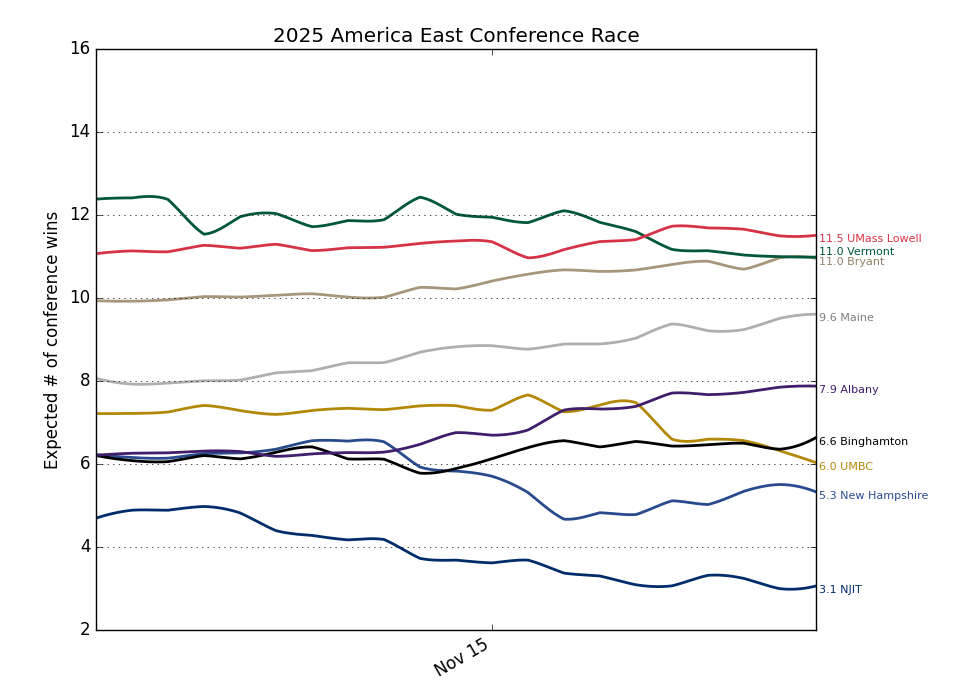 2025 America East Conference Race
Expected # of conference wins
16
14
12
10
8
6
4
2
Nov 15
11.5 UMass Lowell
11.0 Vermont
11.0 Bryant
9.6 Maine
7.9 Albany
6.6 Binghamton
6.0 UMBC
5.3 New Hampshire
3.1 NJIT